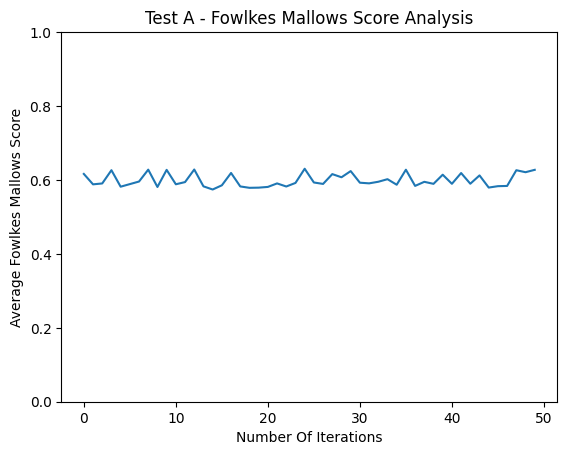 Test A - Fowlkes Mallows Score Analysis
Average Fowlkes Mallows Score
1.0
0.8
0.6
0.4
0.2
0.0
0 10 20 30 40 50
Number Of Iterations